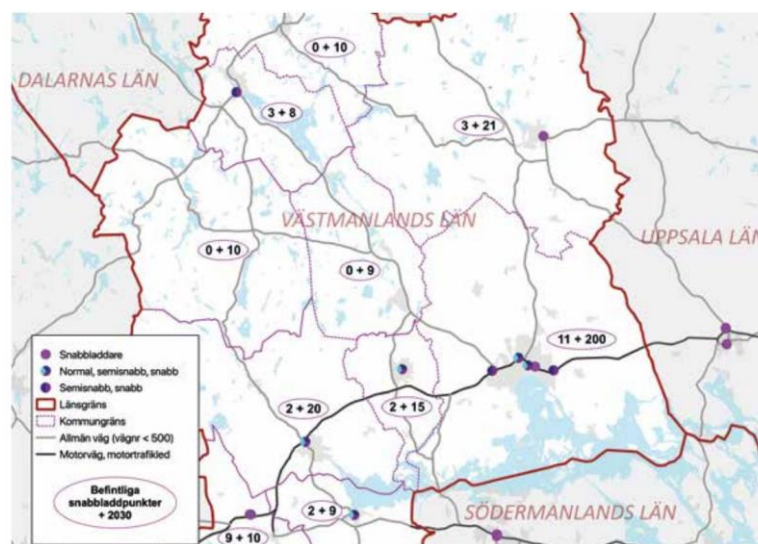 0 + 10
DALARNAS LÄN
3 + 8
3 + 21
VÄSTMANLANDS LÄN
UPPSALA LÄN
0 + 10
0 + 9
11 + 200
2 + 20
2 + 15
Snabbladdare
Normal, semisnabb, snabb
Semisnabb, snabb
Länsgräns
Kommungräns
Allmän väg (vägnr < 500)
Motorväg, motortrafikled
Befintliga
snabbladdpunkter
+ 2030
2 + 9
SÖDERMANLANDS LÄN
9 + 10